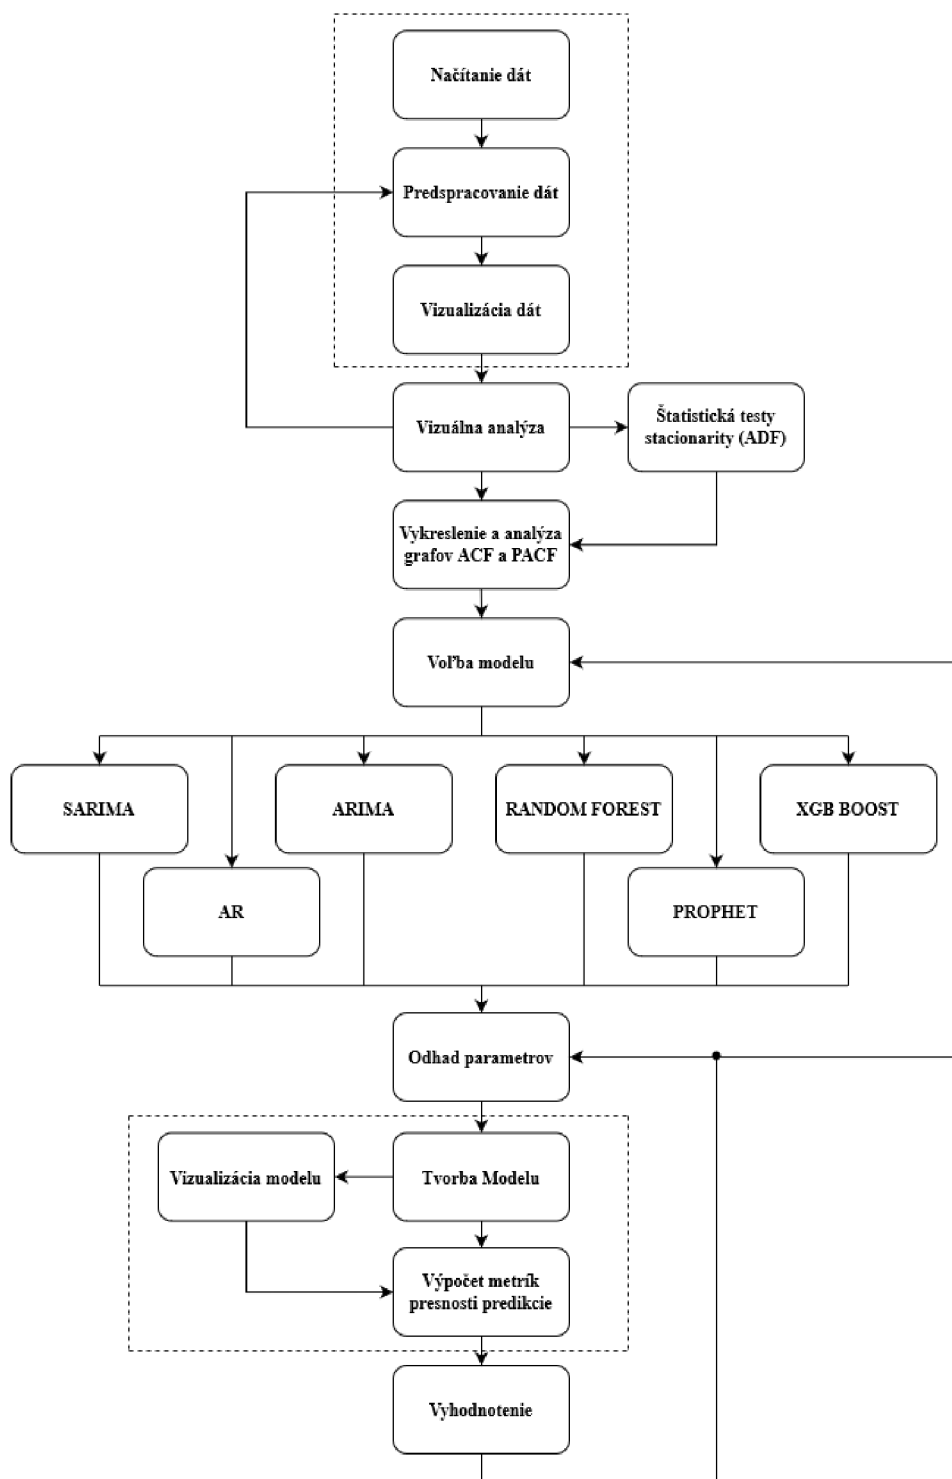 Načítanie dát
Predspracovanie dát
Vizualizácia dát
Vizuálna analýza
Štatistická testy
stacionarity (ADF)
Vykreslenie a analýza
grafov ACF a PACF
Voľba modelu
SARIMA
ARIMA
RANDOM FOREST
XGB BOOST
AR
PROPHET
Odhad parametrov
Vizualizácia modelu
Tvorba Modelu
Výpočet metrík
presnosti predikcie
Vyhodnotenie